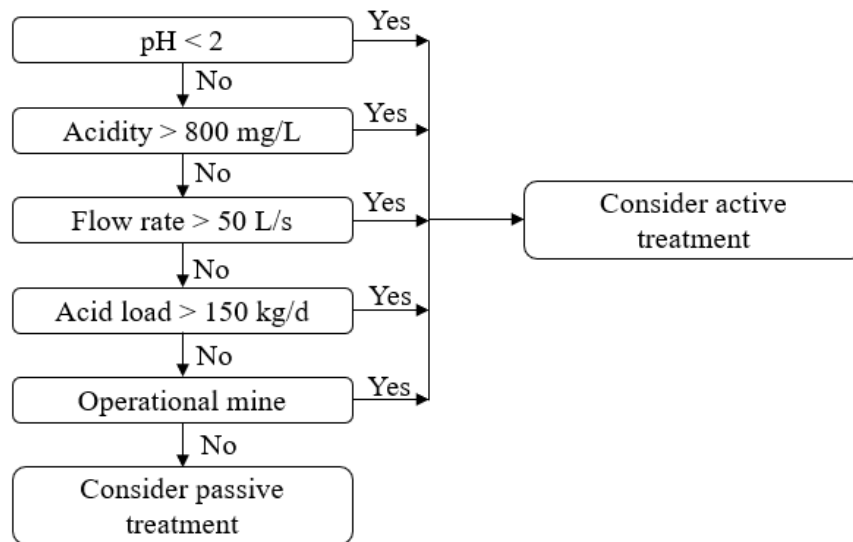 pH < 2
Yes
No
Acidity > 800 mg/L
Yes
No
Flow rate > 50 L/s
Yes
No
Acid load > 150 kg/d
Yes
No
Operational mine
Yes
No
Consider passive
treatment
Consider active
treatment